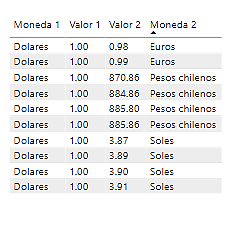 Moneda 1 Valor 1 Valor 2 Moneda 2
Dolares 1.00 0.98 Euros
Dolares 1.00 0.99 Euros
Dolares 1.00 870.86 Pesos chilenos
Dolares 1.00 884.86 Pesos chilenos
Dolares 1.00 885.80 Pesos chilenos
Dolares 1.00 885.86 Pesos chilenos
Dolares 1.00 3.87 Soles
Dolares 1.00 3.89 Soles
Dolares 1.00 3.90 Soles
Dolares 1.00 3.91 Soles